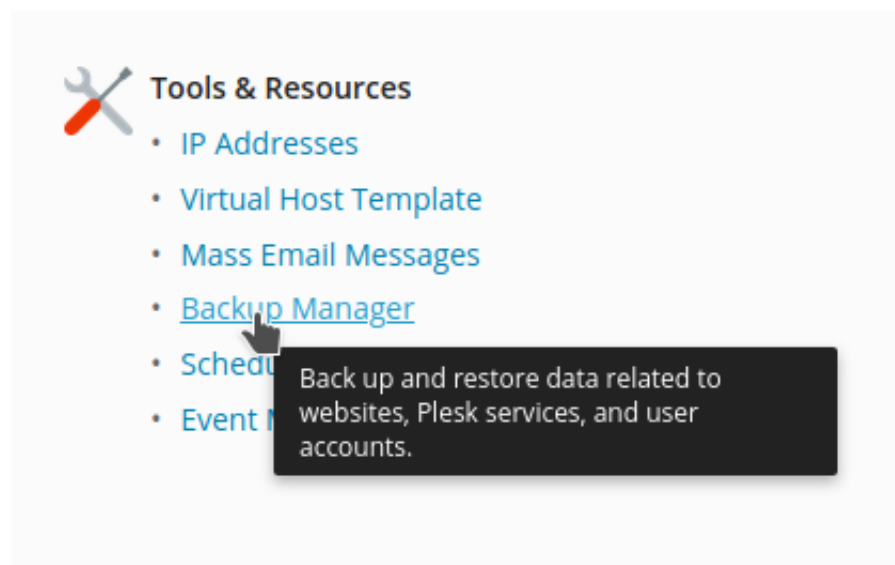 Tools & Resources
• IP Addresses
• Virtual Host Template
• Mass Email Messages
• Backup Manager
•
Back up and restore data related to
websites, Plesk services, and user
accounts.
• Event